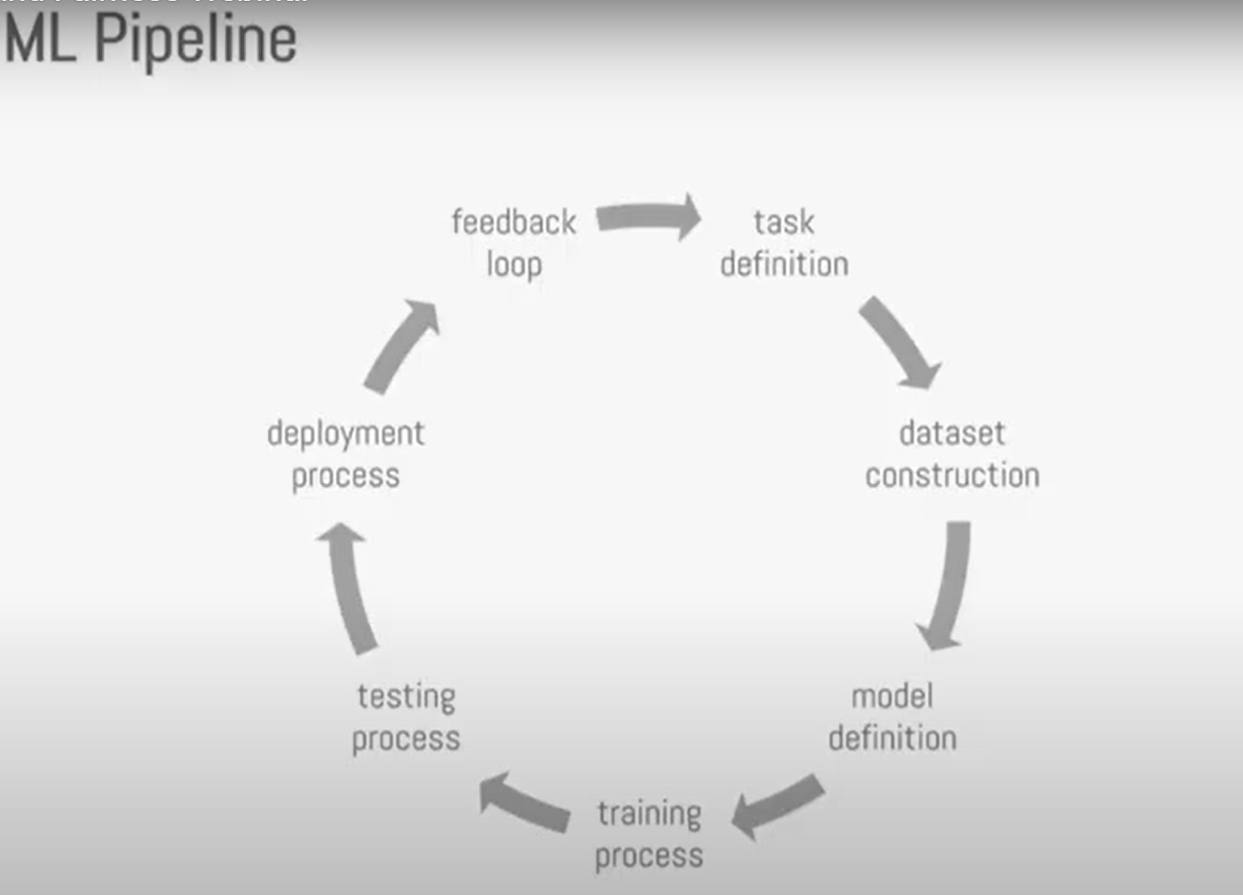 ML Pipeline
feedback
loop
task
definition
dataset
construction
model
definition
training
process
testing
process
deployment
process